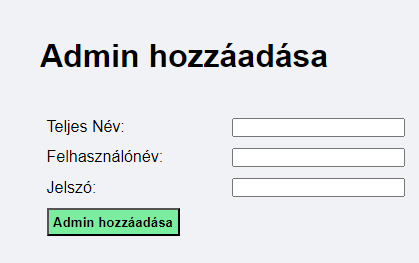 Admin hozzáadása
Teljes Név:
Felhasználónév:
Jelszó:
Admin hozzáadása